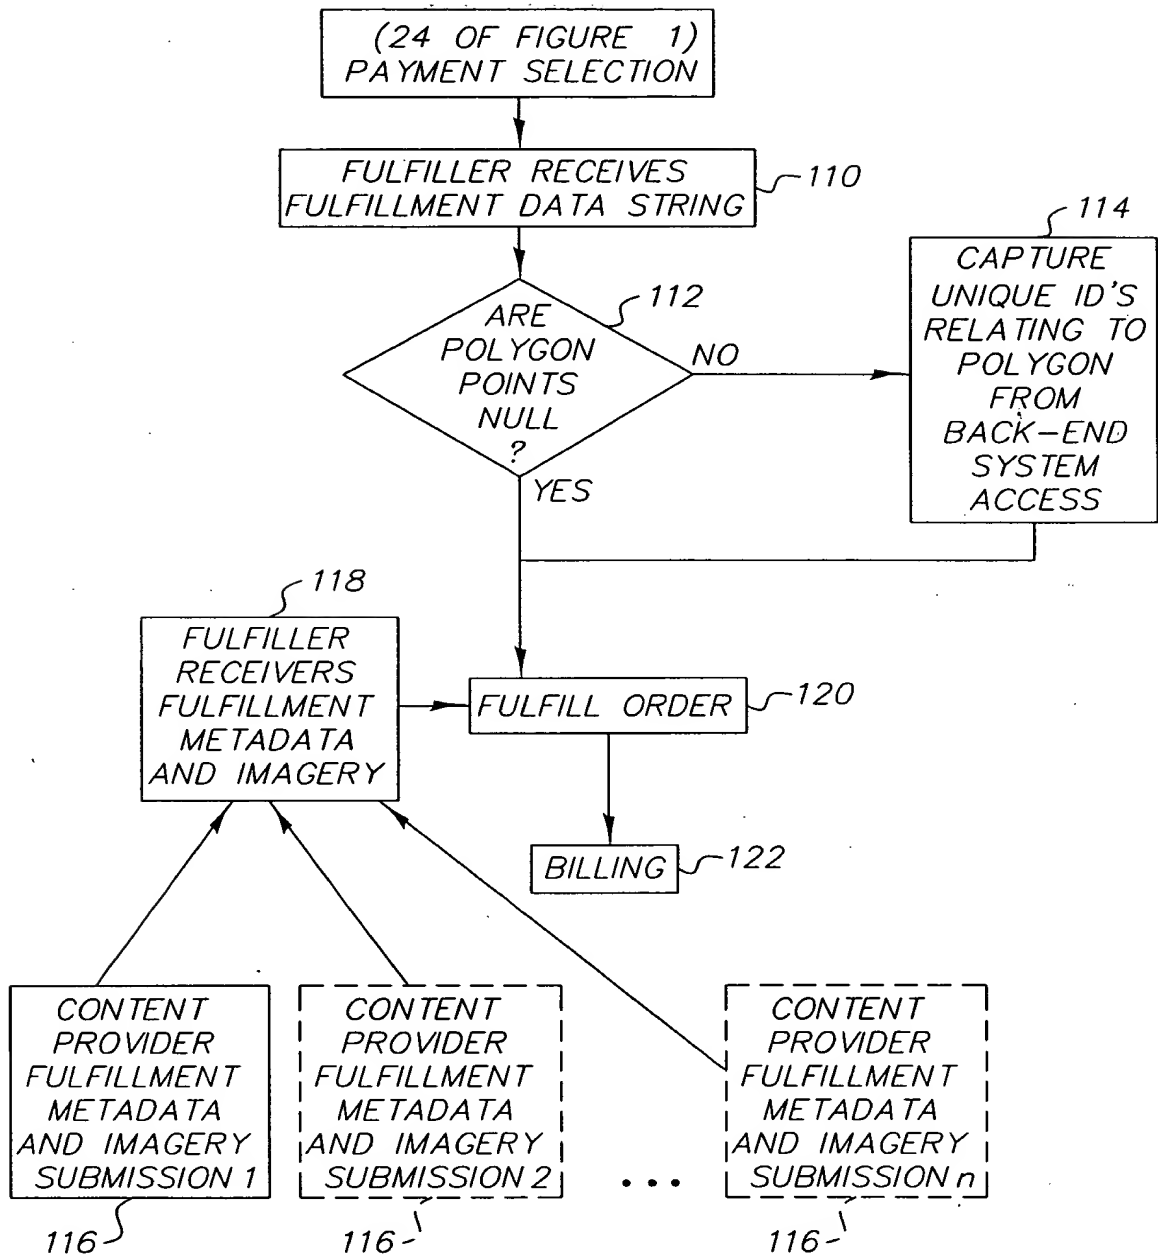 (24 OF FIGURE 1)
PAYMENT SELECTION
FULFILLER RECEIVES
FULFILLMENT DATA STRING
110
112
ARE
POLYGON
POINTS
NULL
?
NO
YES
114
CAPTURE
UNIQUE ID'S
RELATING TO
POLYGON
FROM
BACK-END
SYSTEM
ACCESS
118
FULFILLER
RECEIVERS
FULFILLMENT
METADATA
AND IMAGERY
FULFILL ORDER
120
BILLING
122
CONTENT
PROVIDER
FULFILLMENT
METADATA
AND IMAGERY
SUBMISSION 1
116
CONTENT
PROVIDER
FULFILLMENT
METADATA
AND IMAGERY
SUBMISSION 2
116
...
CONTENT
PROVIDER
FULFILLMENT
METADATA
AND IMAGERY
SUBMISSION n
116